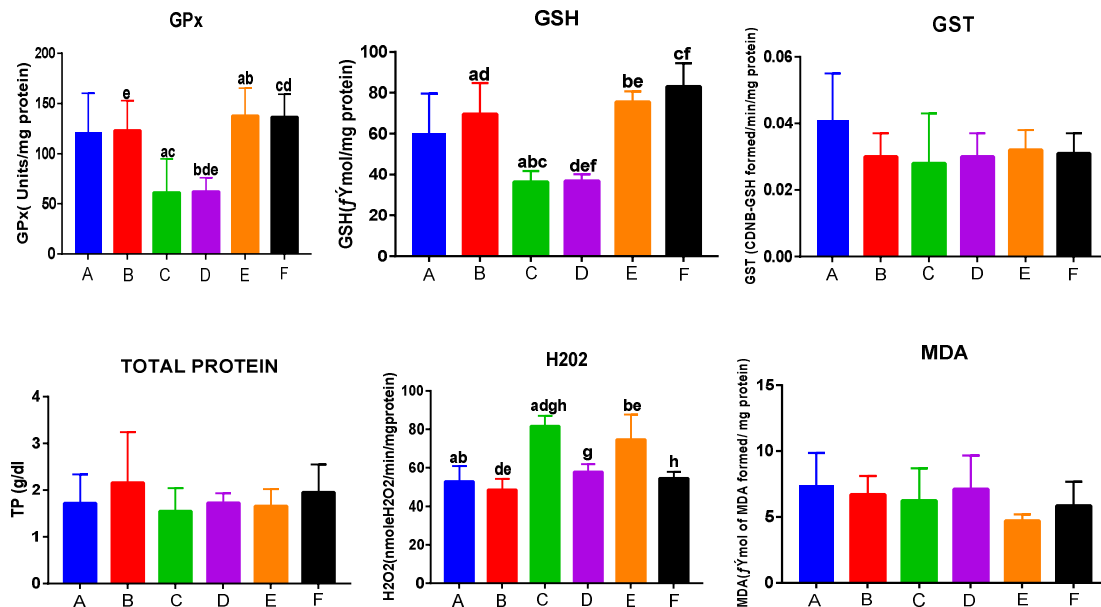 GPx
GPx( Units/mg protein)
200
150
100
50
0
e
ac
bde
ab
cd
A B C D E F
GSH
GSH(ƒÝmol/mg protein)
100
80
60
40
20
0
ad
abc
def
be
cf
A B C D E F
GST
GST (CDNB-GSH formed/min/mg protein)
0.06
0.04
0.02
0.00
A B C D E F
TOTAL PROTEIN
TP (g/dl
4
3
2
1
0
A B C D E F
H202
H2O2(nmoleH2O2/min/mgprotein)
100
80
60
40
20
0
ab
de
adgh
g
be
h
A B C D E F
MDA
MDA(ƒÝmol of MDA formed/ mg protein)
15
10
5
0
A B C D E F